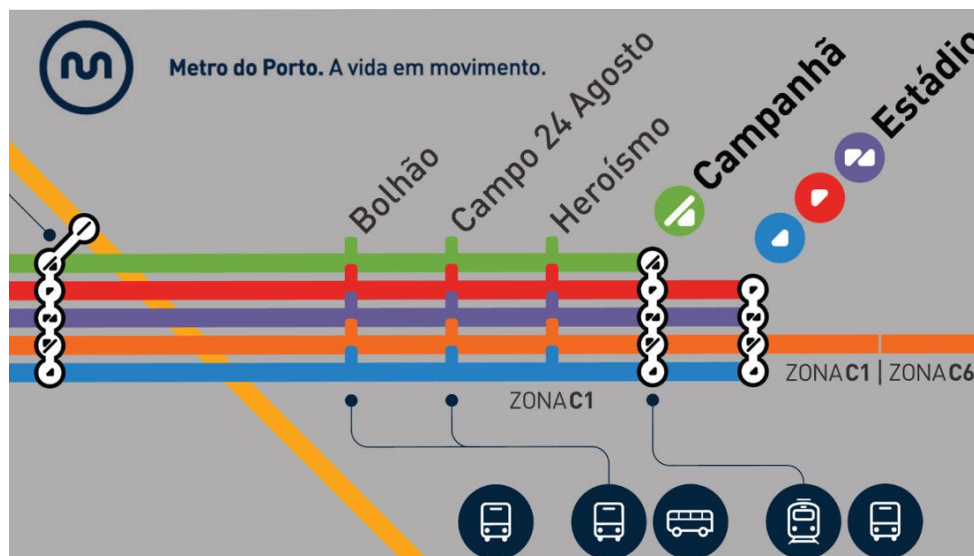 Metro do Porto. A vida em movimento.
Bolhão
Campo 24 Agosto
Heroísmo
Campanhã
Estádio
ZONA C1
ZONA C1 | ZONA C6